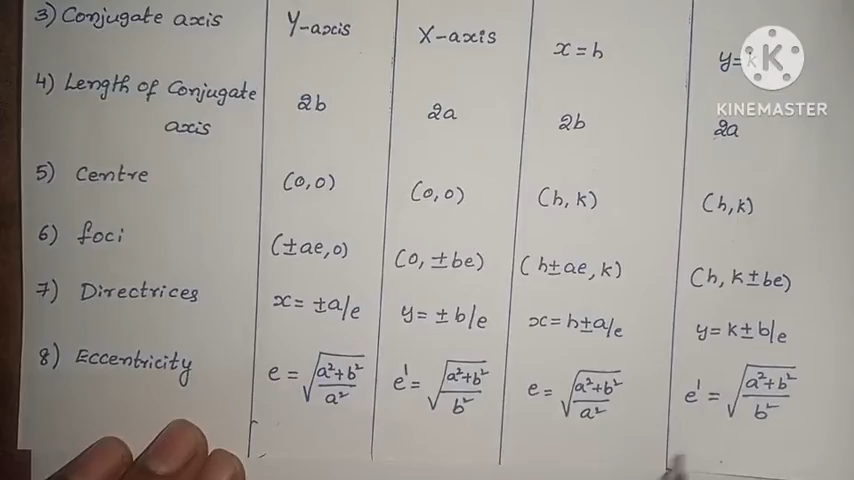 3) Conjugate axis Y-axis X-axis x = h y = k
4) Length of Conjugate axis 2b 2a 2b 2a
5) Centre (0,0) (0,0) (h,k) (h,k)
6) foci (±ae,0) (0,±be) (h±ae,k) (h,k±be)
7) Directrices x=±a/e y=±b/e x=h±a/e y=k±b/e
8) Eccentricity e=√(a²+b²/a²) e'=√(a²+b²/b²) e=√(a²+b²/a²) e'=√(a²+b²/b²)
K
KINEMASTER